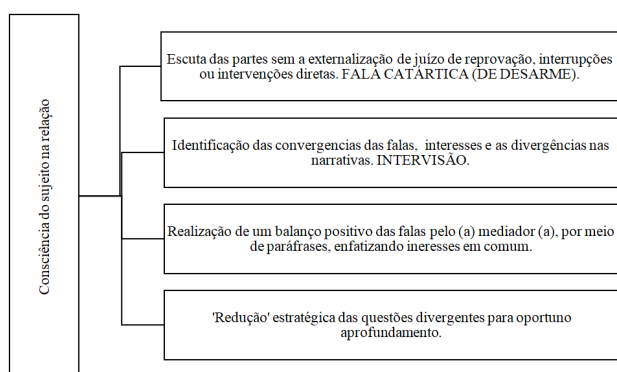 Consciência do sujeito na relação
Escuta das partes sem a externalização de juízo de reprovação, interrupções
ou intervenções diretas. FALA CATÁRTICA (DE DESARME).
Identificação das convergencias das falas, interesses e as divergências nas
narrativas. INTERVISÃO.
Realização de um balanço positivo das falas pelo (a) mediador (a), por meio
de paráfrases, enfatizando ineresses em comum.
'Redução' estratégica das questões divergentes para oportuno
aprofundamento.